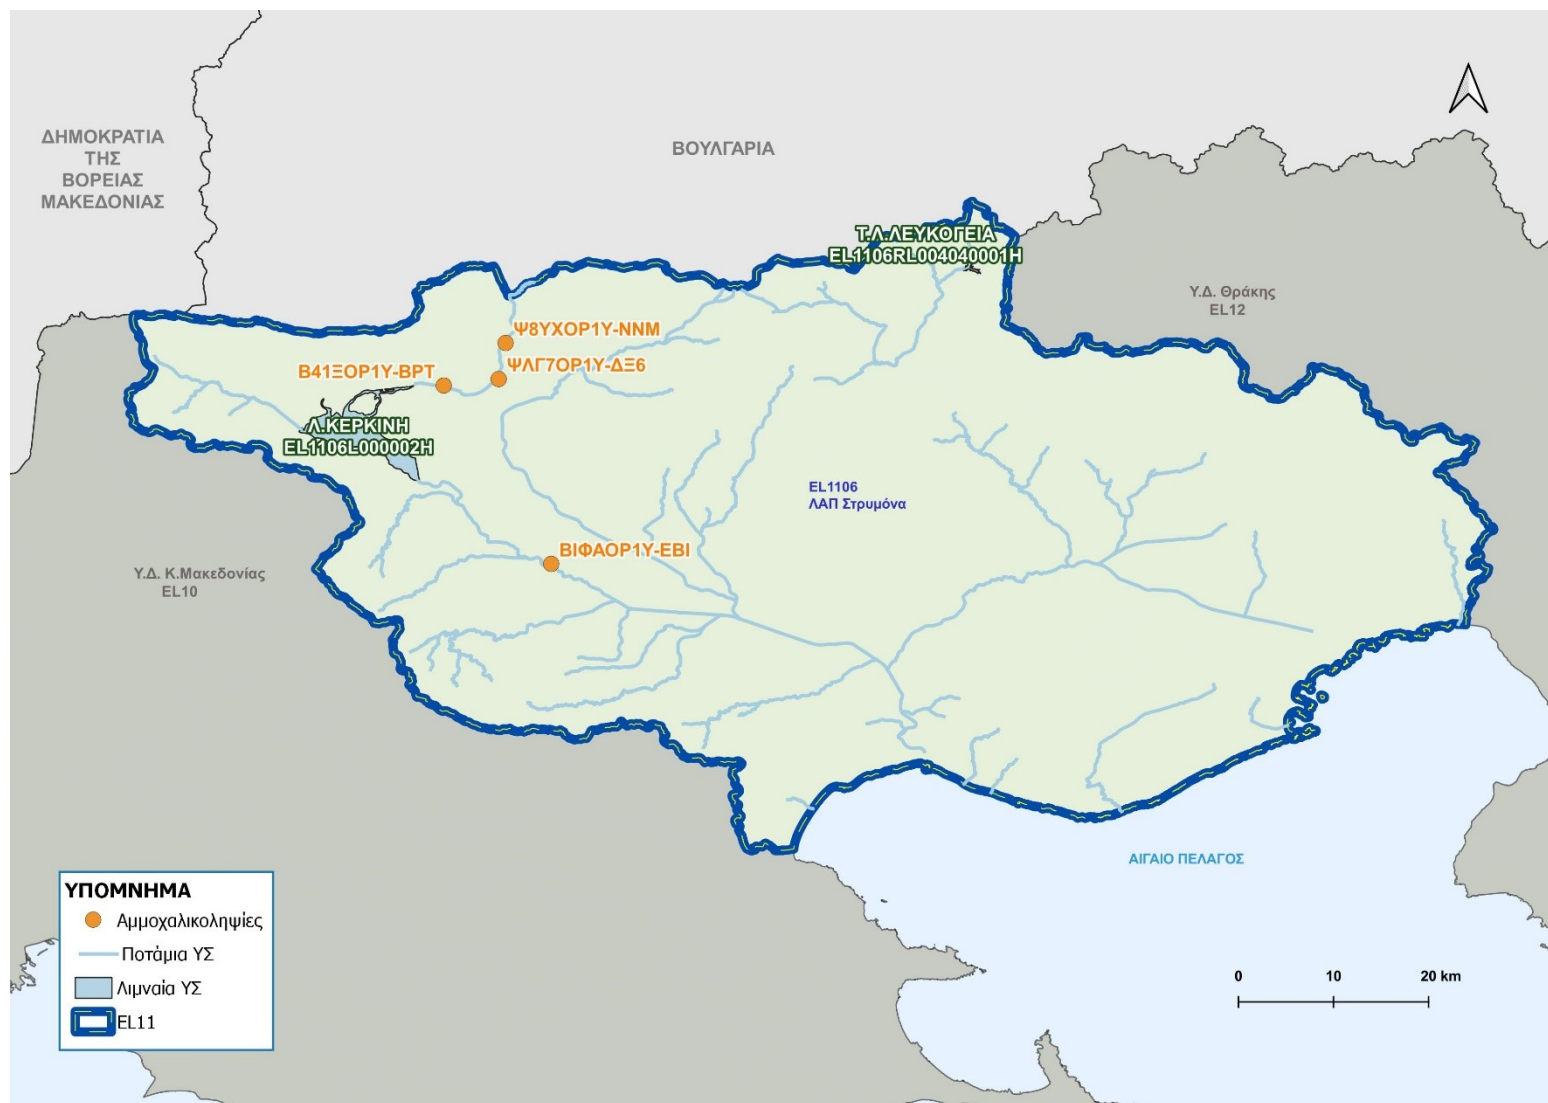 ΔΗΜΟΚΡΑΤΙΑ
ΤΗΣ
ΒΟΡΕΙΑΣ
ΜΑΚΕΔΟΝΙΑΣ
ΒΟΥΛΓΑΡΙΑ
Τ.Λ.ΛΕΥΚΟΓΕΙΑ
EL1106RL004040001H
Υ.Δ. Θράκης
EL12
Ψ8ΥΧΟΡ1Υ-ΝΝΜ
ΨΛΓ7ΟΡ1Υ-ΔΞ6
Β41ΞΟΡ1Υ-ΒΡΤ
Λ.ΚΕΡΚΙΝΗ
EL1106L000002H
EL1106
ΛΑΠ Στρυμόνα
ΒΙΦΑΟΡ1Υ-ΕΒΙ
Υ.Δ. Κ.Μακεδονίας
EL10
ΑΙΓΑΙΟ ΠΕΛΑΓΟΣ
ΥΠΟΜΝΗΜΑ
Αμμοχαλικοληψίες
Ποτάμια ΥΣ
Λιμναία ΥΣ
EL11
0 10 20 km